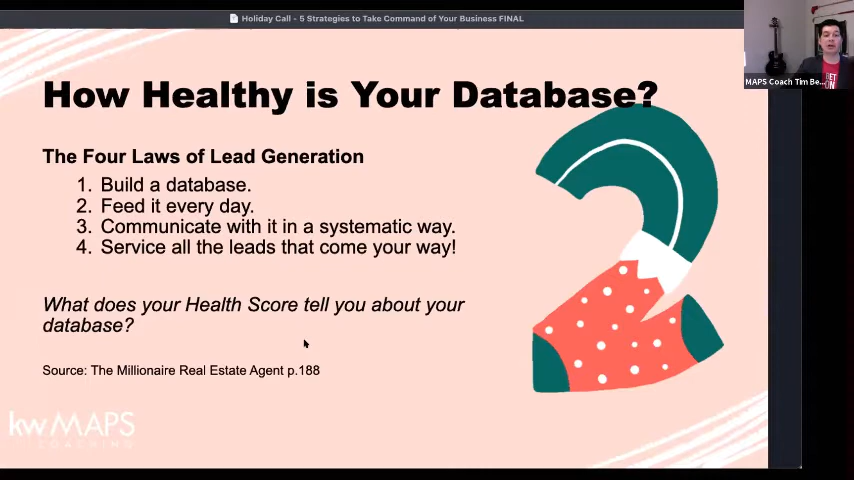 Holiday Call - 5 Strategies to Take Command of Your Business FINAL
MAPS Coach Tim Be...
How Healthy is Your Database?
The Four Laws of Lead Generation
1. Build a database.
2. Feed it every day.
3. Communicate with it in a systematic way.
4. Service all the leads that come your way!
What does your Health Score tell you about your
database?
Source: The Millionaire Real Estate Agent p.188
kwMAPS
COACHING